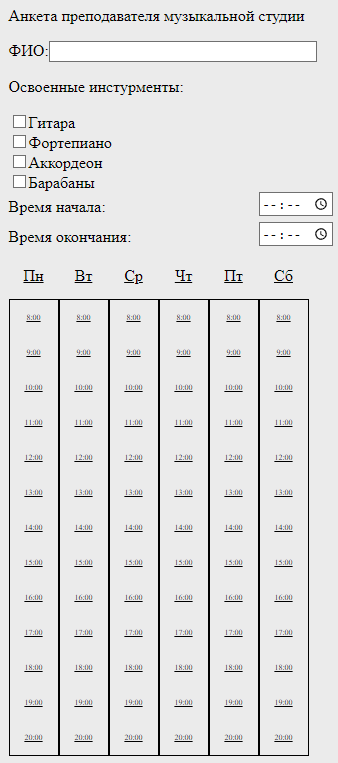 Анкета преподавателя музыкальной студии
ФИО:
Освоенные инстурменты:
Гитара
Фортепиано
Аккордеон
Барабаны
Время начала: --:--
Время окончания: --:--
Пн Вт Ср Чт Пт Сб
8:00 8:00 8:00 8:00 8:00 8:00
9:00 9:00 9:00 9:00 9:00 9:00
10:00 10:00 10:00 10:00 10:00 10:00
11:00 11:00 11:00 11:00 11:00 11:00
12:00 12:00 12:00 12:00 12:00 12:00
13:00 13:00 13:00 13:00 13:00 13:00
14:00 14:00 14:00 14:00 14:00 14:00
15:00 15:00 15:00 15:00 15:00 15:00
16:00 16:00 16:00 16:00 16:00 16:00
17:00 17:00 17:00 17:00 17:00 17:00
18:00 18:00 18:00 18:00 18:00 18:00
19:00 19:00 19:00 19:00 19:00 19:00
20:00 20:00 20:00 20:00 20:00 20:00